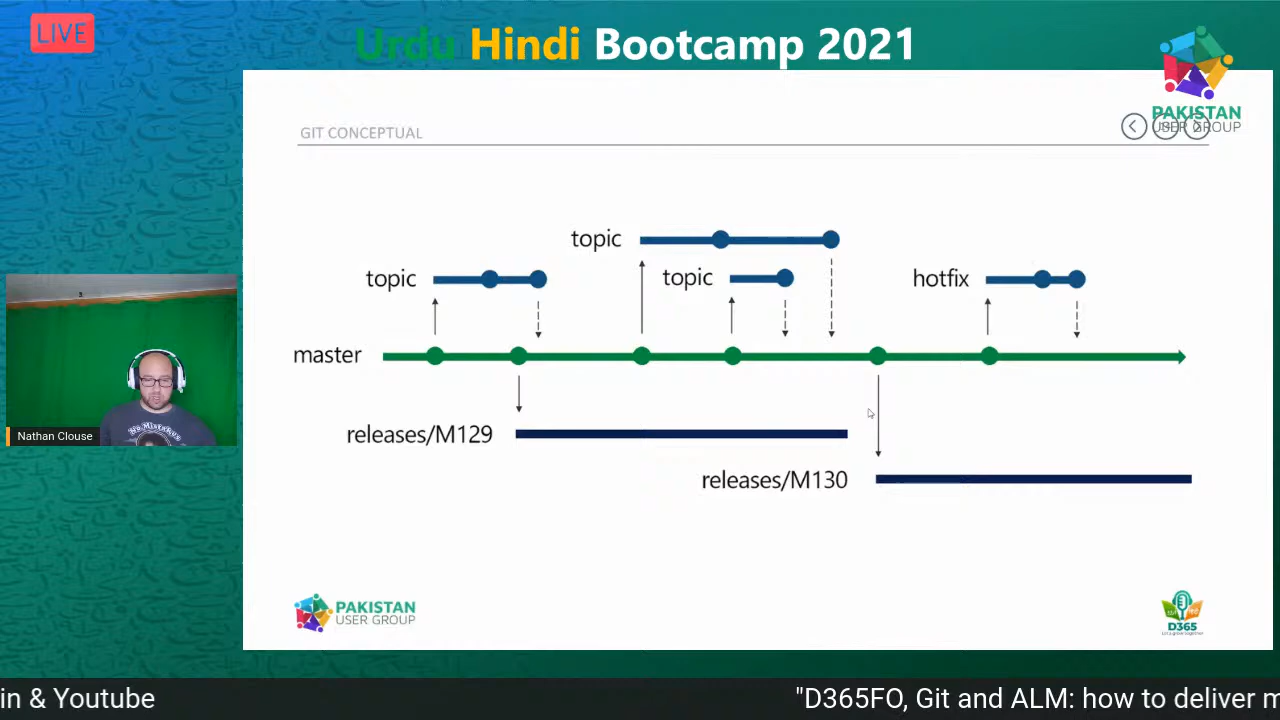 LIVE
Urdu Hindi Bootcamp 2021
PAKISTAN
USER GROUP
GIT CONCEPTUAL
topic
topic
topic
hotfix
master
releases/M129
releases/M130
Nathan Clouse
PAKISTAN
USER GROUP
D365
in & Youtube
"D365FO, Git and ALM: how to deliver m